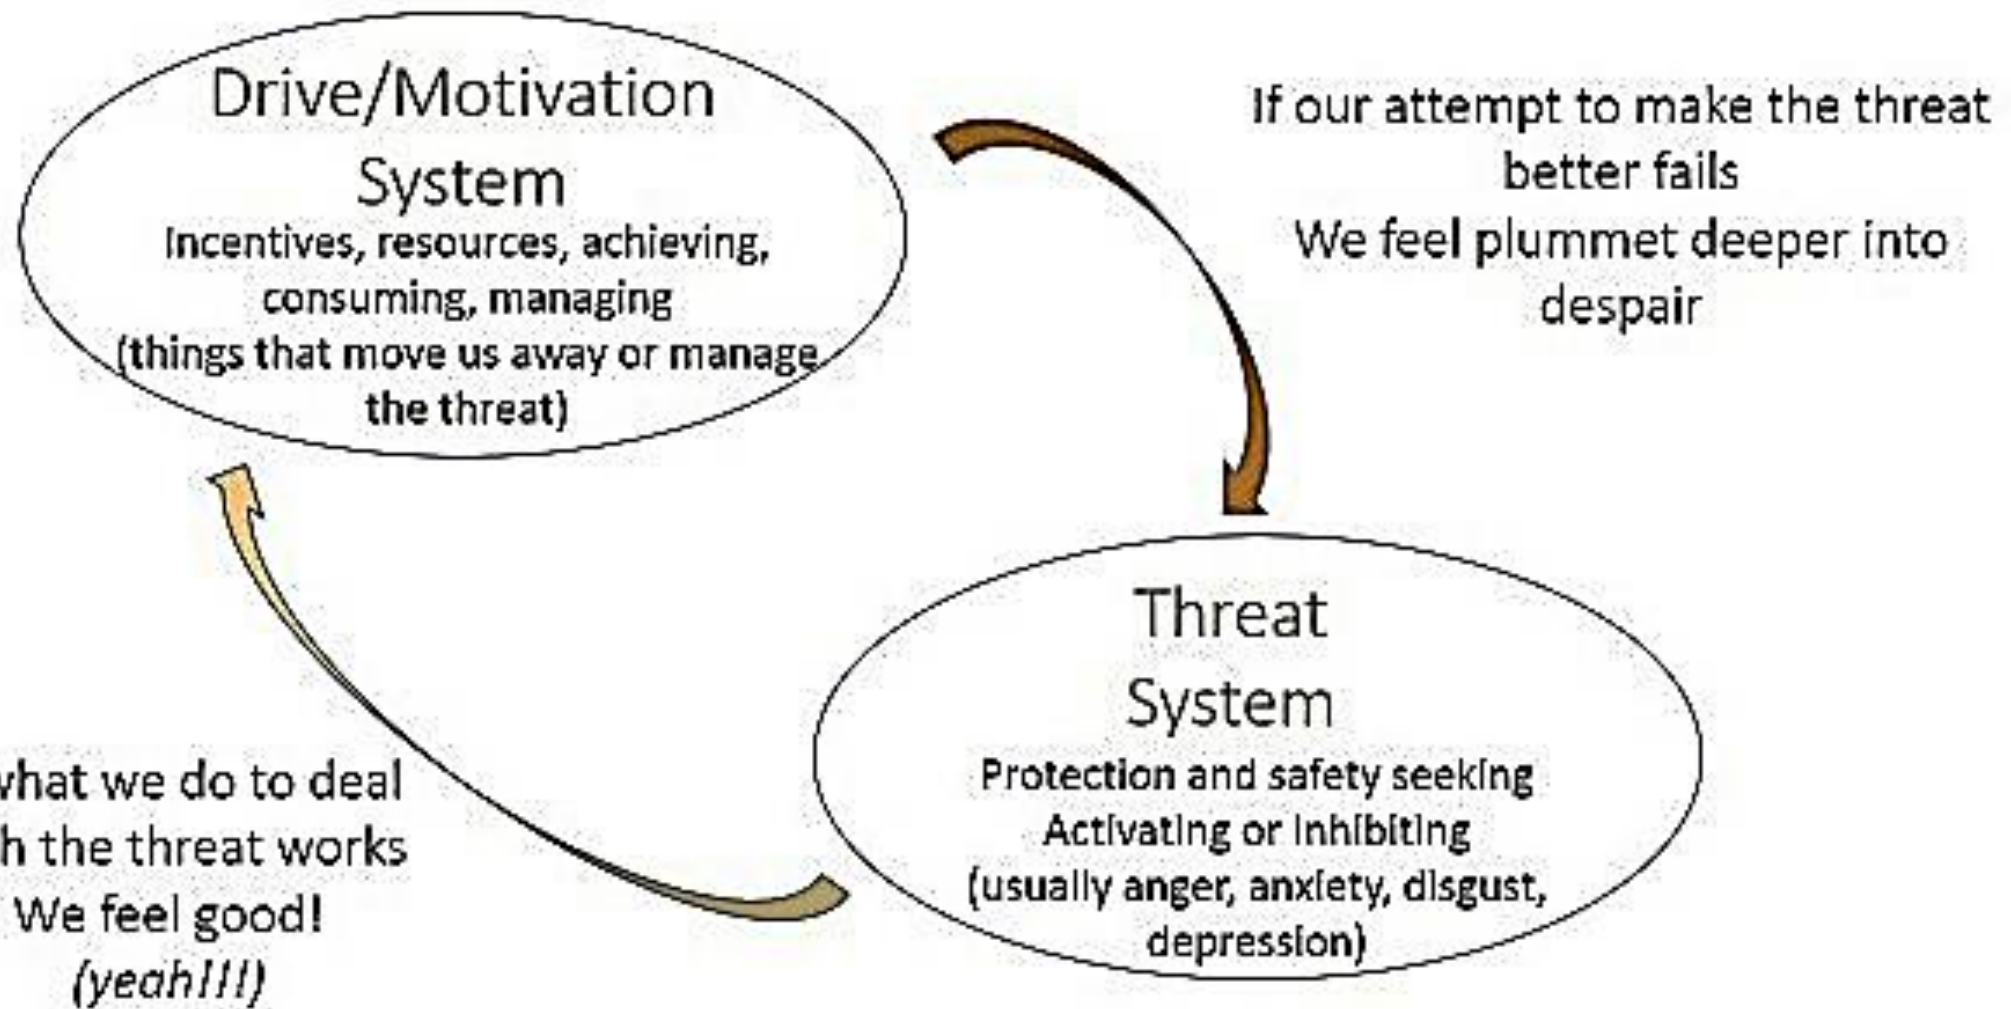 Drive/Motivation
System
Incentives, resources, achieving,
consuming, managing
(things that move us away or manage
the threat)
If our attempt to make the threat
better fails
We feel plummet deeper into
despair
Threat
System
Protection and safety seeking
Activating or inhibiting
(usually anger, anxiety, disgust,
depression)
what we do to deal
h the threat works
We feel good!
(yeah!!!)